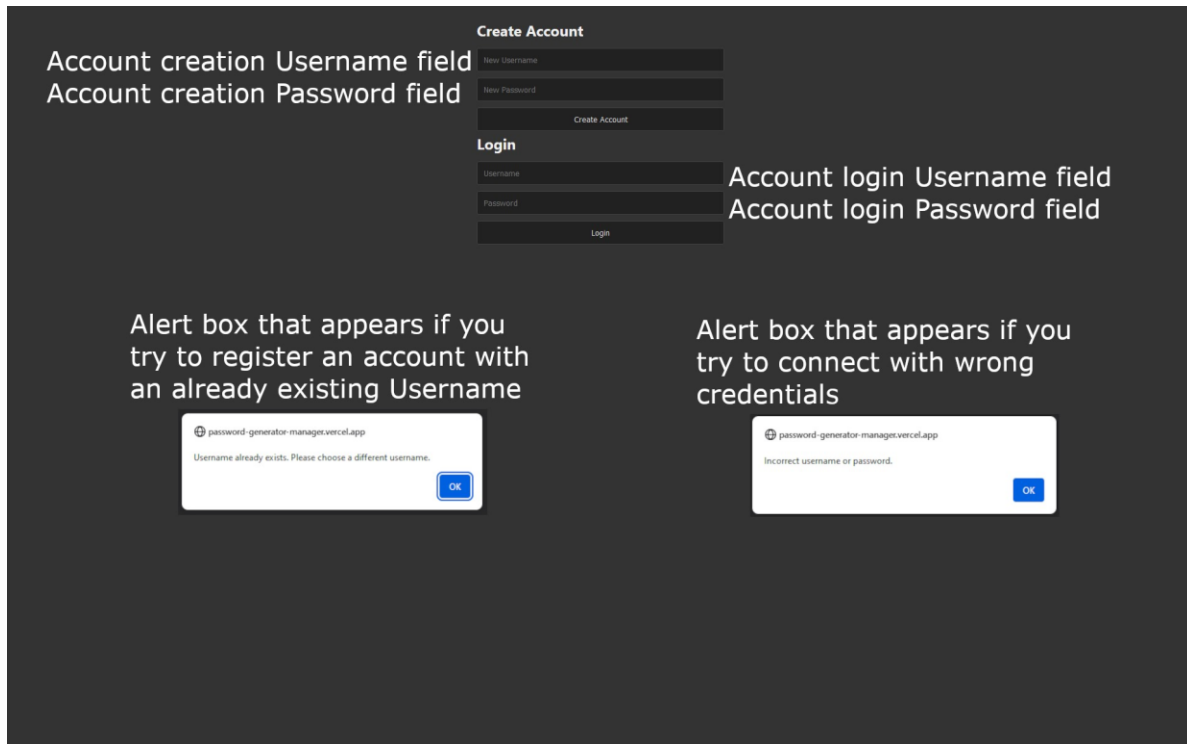 Create Account
Account creation Username field
New Username
Account creation Password field
New Password
Create Account
Login
Username
Account login Username field
Password
Account login Password field
Login
Alert box that appears if you
try to register an account with
an already existing Username
password-generator-manager.vercel.app
Username already exists. Please choose a different username.
OK
Alert box that appears if you
try to connect with wrong
credentials
password-generator-manager.vercel.app
Incorrect username or password.
OK